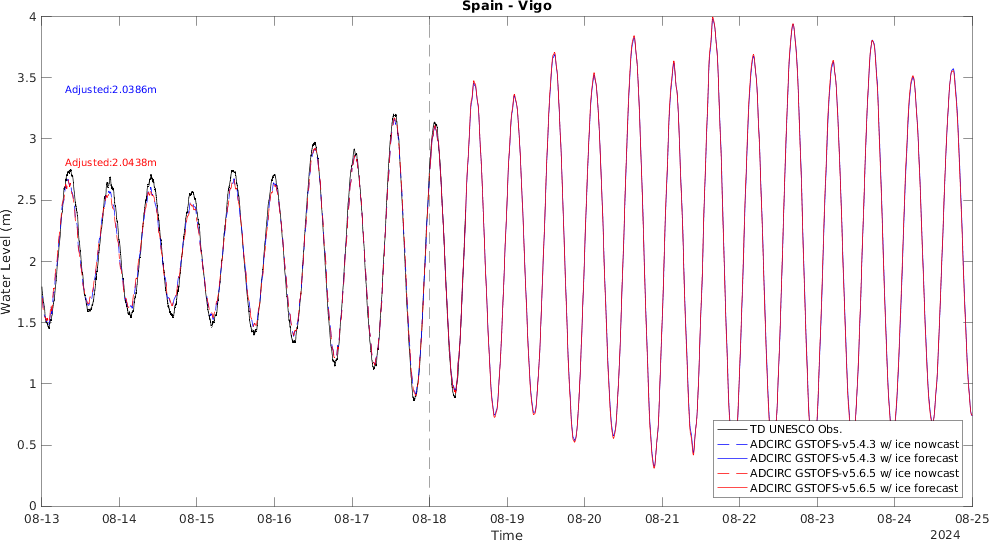 Spain - Vigo
Adjusted:2.0386m
Adjusted:2.0438m
Water Level (m)
4
3.5
3
2.5
2
1.5
1
0.5
0
TD UNESCO Obs.
ADCIRC GSTOFS-v5.4.3 w/ ice nowcast
ADCIRC GSTOFS-v5.4.3 w/ ice forecast
ADCIRC GSTOFS-v5.6.5 w/ ice nowcast
ADCIRC GSTOFS-v5.6.5 w/ ice forecast
08-13 08-14 08-15 08-16 08-17 08-18 08-19 08-20 08-21 08-22 08-23 08-24 08-25
Time
2024